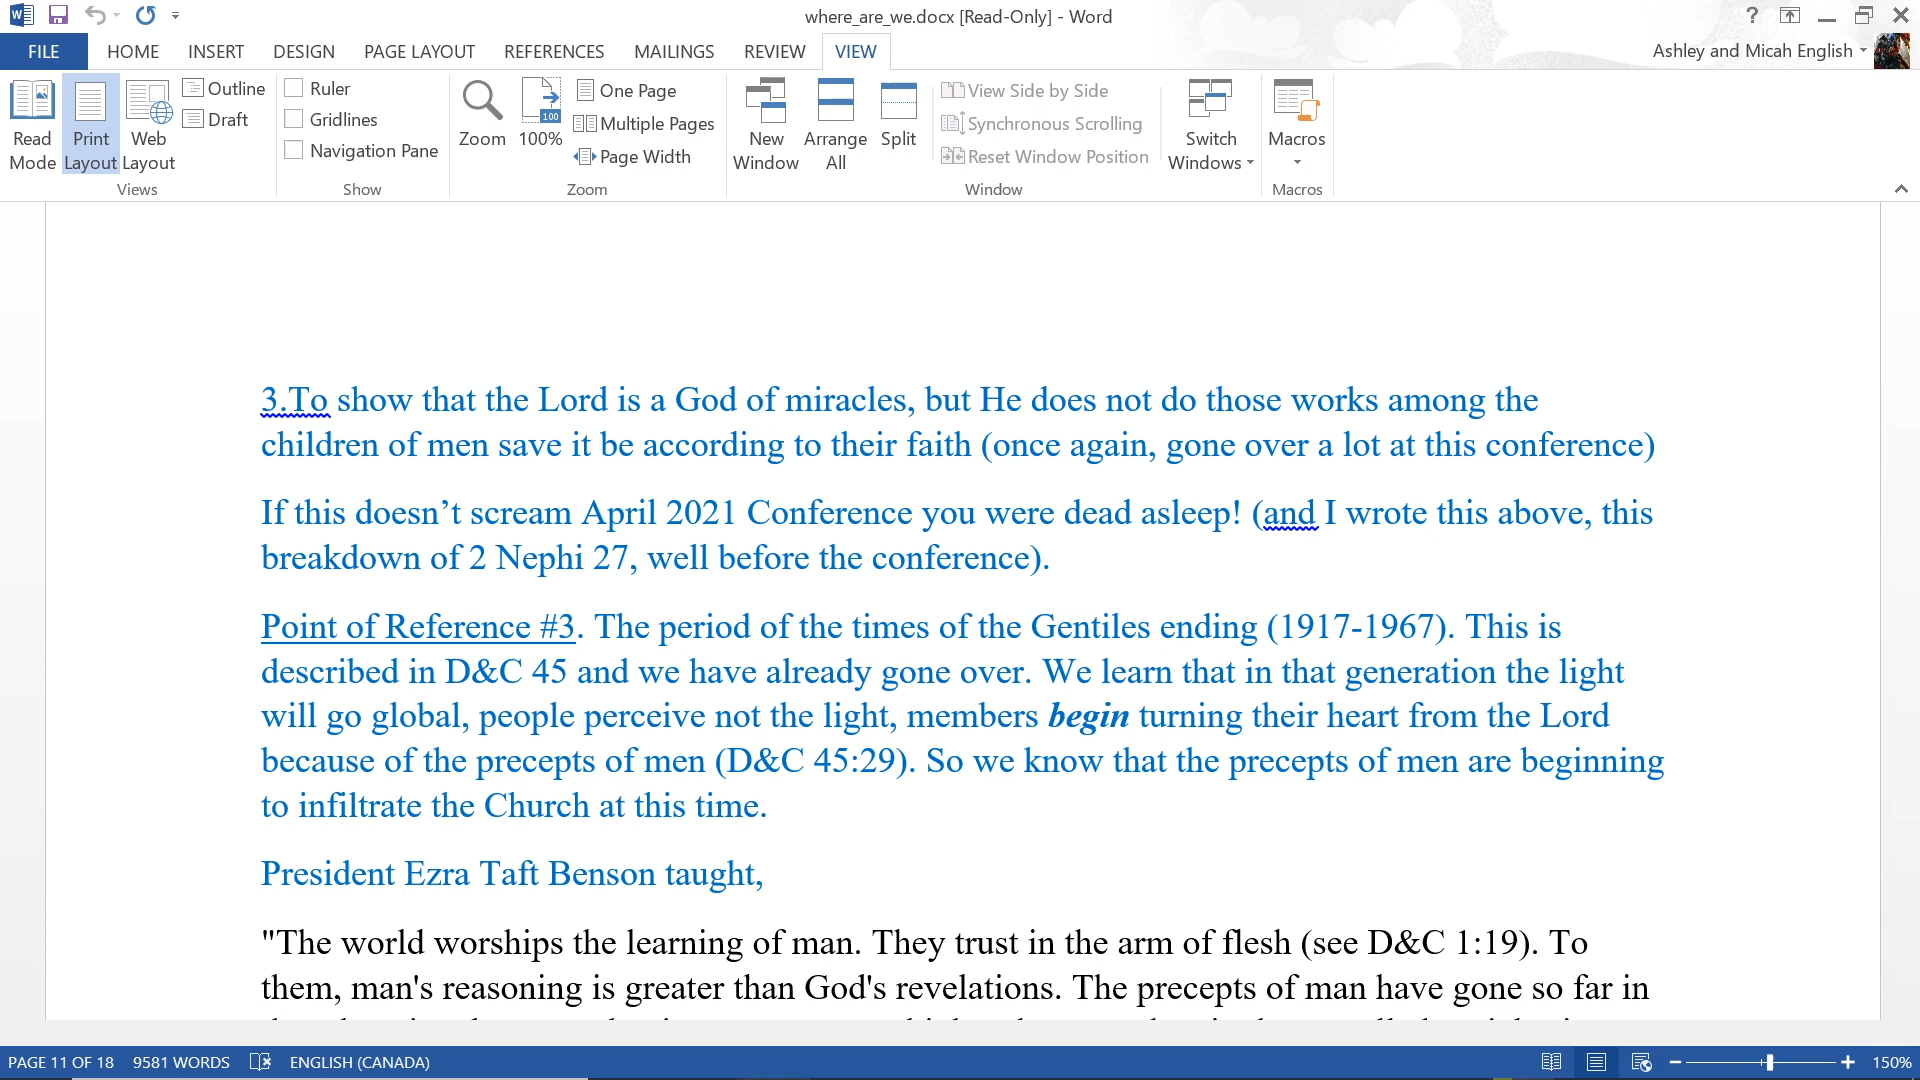 where_are_we.docx [Read-Only] - Word
FILE HOME INSERT DESIGN PAGE LAYOUT REFERENCES MAILINGS REVIEW VIEW Ashley and Micah English
Read Mode
Print Layout
Web Layout
Outline
Draft
Views
Ruler
Gridlines
Navigation Pane
Show
Zoom
100
100%
One Page
Multiple Pages
Page Width
Zoom
New Window
Arrange All
Split
View Side by Side
Synchronous Scrolling
Reset Window Position
Switch Windows
Window
Macros
Macros
3.To show that the Lord is a God of miracles, but He does not do those works among the
children of men save it be according to their faith (once again, gone over a lot at this conference)
If this doesn’t scream April 2021 Conference you were dead asleep! (and I wrote this above, this
breakdown of 2 Nephi 27, well before the conference).
Point of Reference #3. The period of the times of the Gentiles ending (1917-1967). This is
described in D&C 45 and we have already gone over. We learn that in that generation the light
will go global, people perceive not the light, members begin turning their heart from the Lord
because of the precepts of men (D&C 45:29). So we know that the precepts of men are beginning
to infiltrate the Church at this time.
President Ezra Taft Benson taught,
"The world worships the learning of man. They trust in the arm of flesh (see D&C 1:19). To
them, man's reasoning is greater than God's revelations. The precepts of man have gone so far in
PAGE 11 OF 18 9581 WORDS ENGLISH (CANADA) 150%